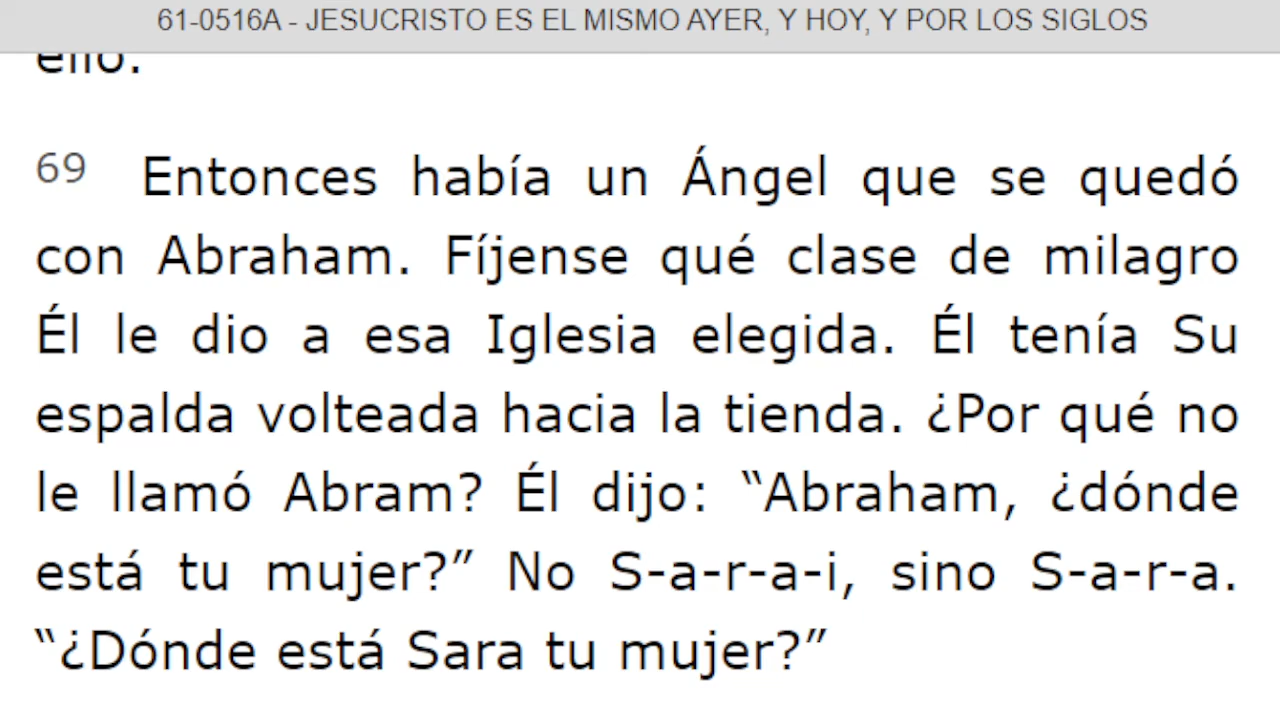 61-0516A - JESUCRISTO ES EL MISMO AYER, Y HOY, Y POR LOS SIGLOS
ello.
69 Entonces había un Ángel que se quedó
con Abraham. Fíjense qué clase de milagro
Él le dio a esa Iglesia elegida. Él tenía Su
espalda volteada hacia la tienda. ¿Por qué no
le llamó Abram? Él dijo: “Abraham, ¿dónde
está tu mujer?” No S-a-r-a-i, sino S-a-r-a.
“¿Dónde está Sara tu mujer?”